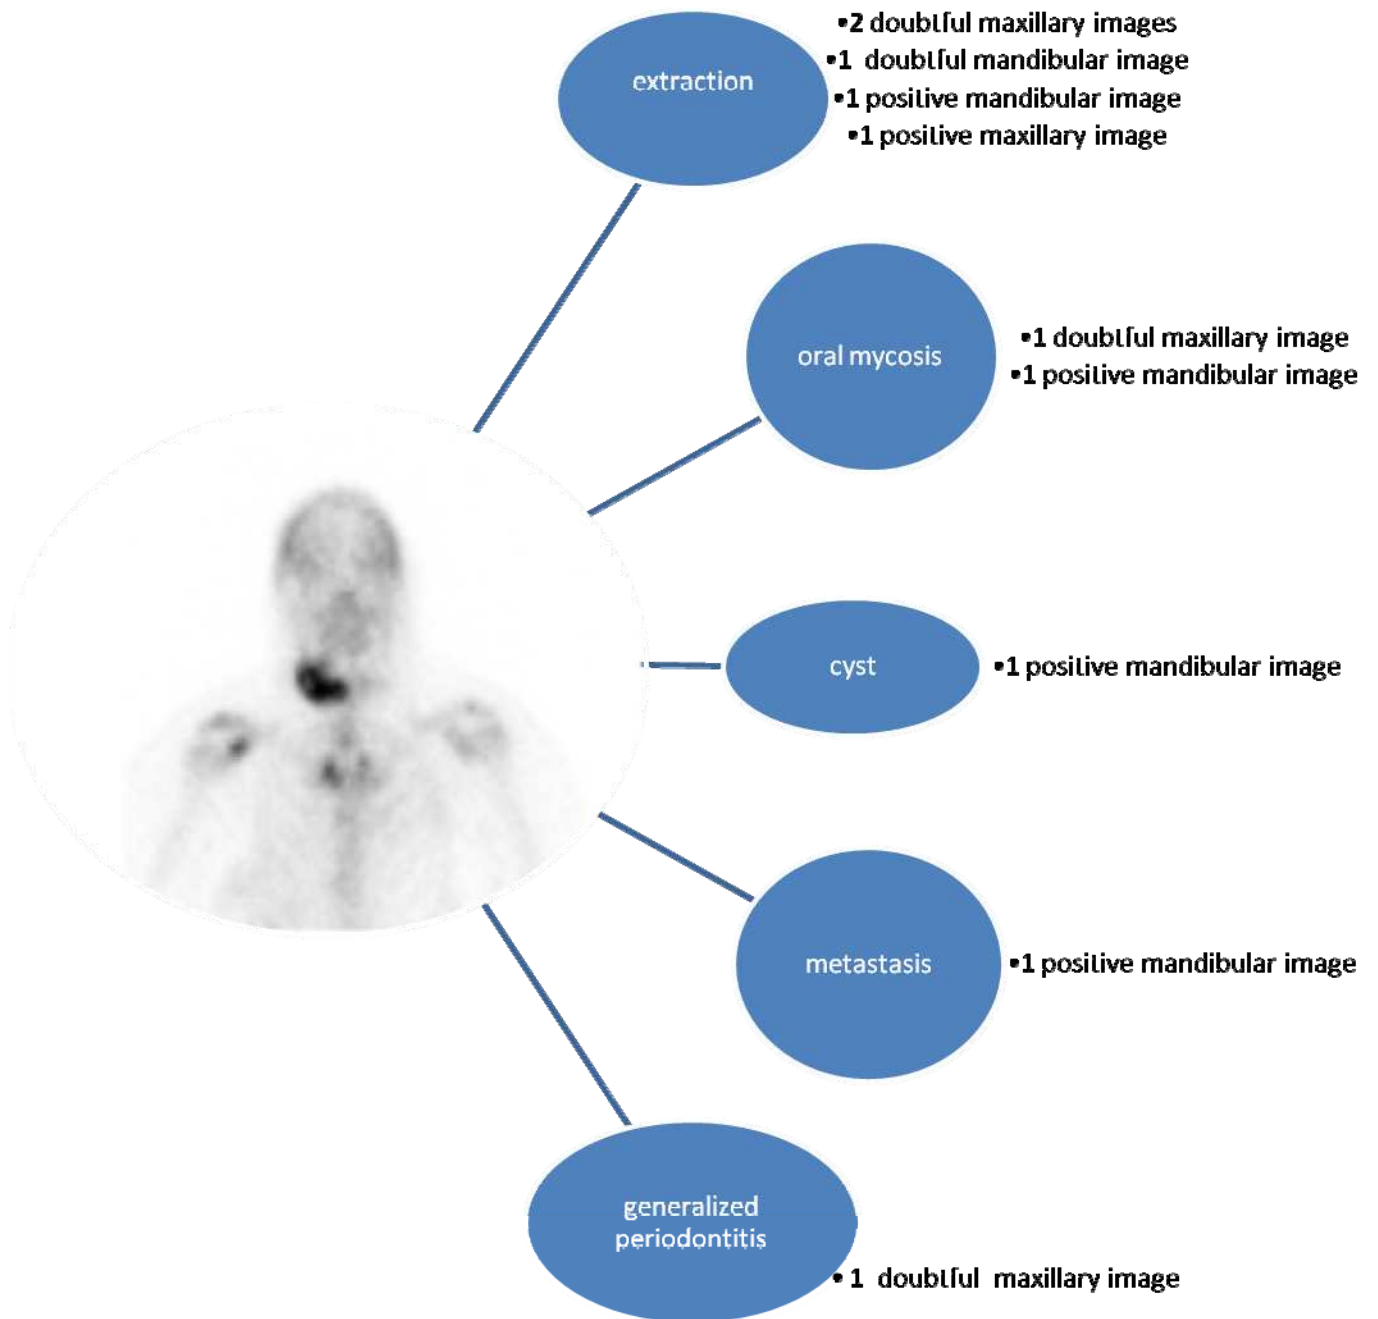 •2 doubtful maxillary images
extraction
•1 doubtful mandibular image
•1 positive mandibular image
•1 positive maxillary image
oral mycosis
•1 doubtful maxillary image
•1 positive mandibular image
cyst
•1 positive mandibular image
metastasis
•1 positive mandibular image
generalized
periodontitis
• 1 doubtful maxillary image